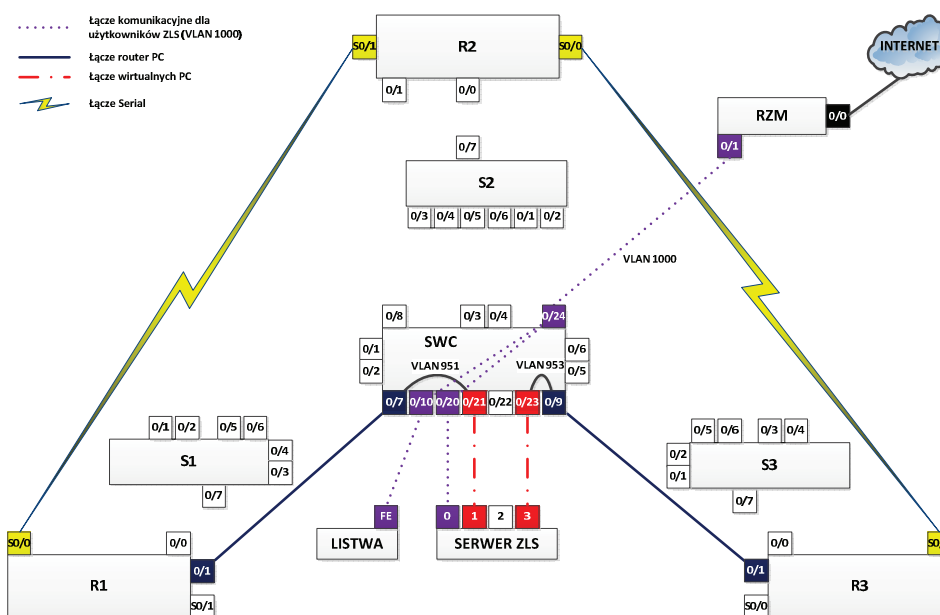 Łącze komunikacyjne dla
użytkowników ZLS (VLAN 1000)
Łącze router PC
Łącze wirtualnych PC
Łącze Serial
S0/1
R2
S0/0
0/1
0/0
INTERNET
RZM
0/0
0/1
0/7
S2
0/3
0/4
0/5
0/6
0/1
0/2
VLAN 1000
0/8
0/3
0/4
0/24
SWC
0/1
0/2
VLAN 951
VLAN 953
0/6
0/5
0/7
0/10
0/20
0/21
0/22
0/23
0/9
0/1
0/2
0/5
0/6
S1
0/4
0/3
0/7
0/5
0/6
0/3
0/4
0/2
0/1
S3
0/7
FE
LISTWA
0
1
2
3
SERWER ZLS
S0/0
0/0
0/1
R1
S0/1
0/0
0/1
R3
S0/0
S0/